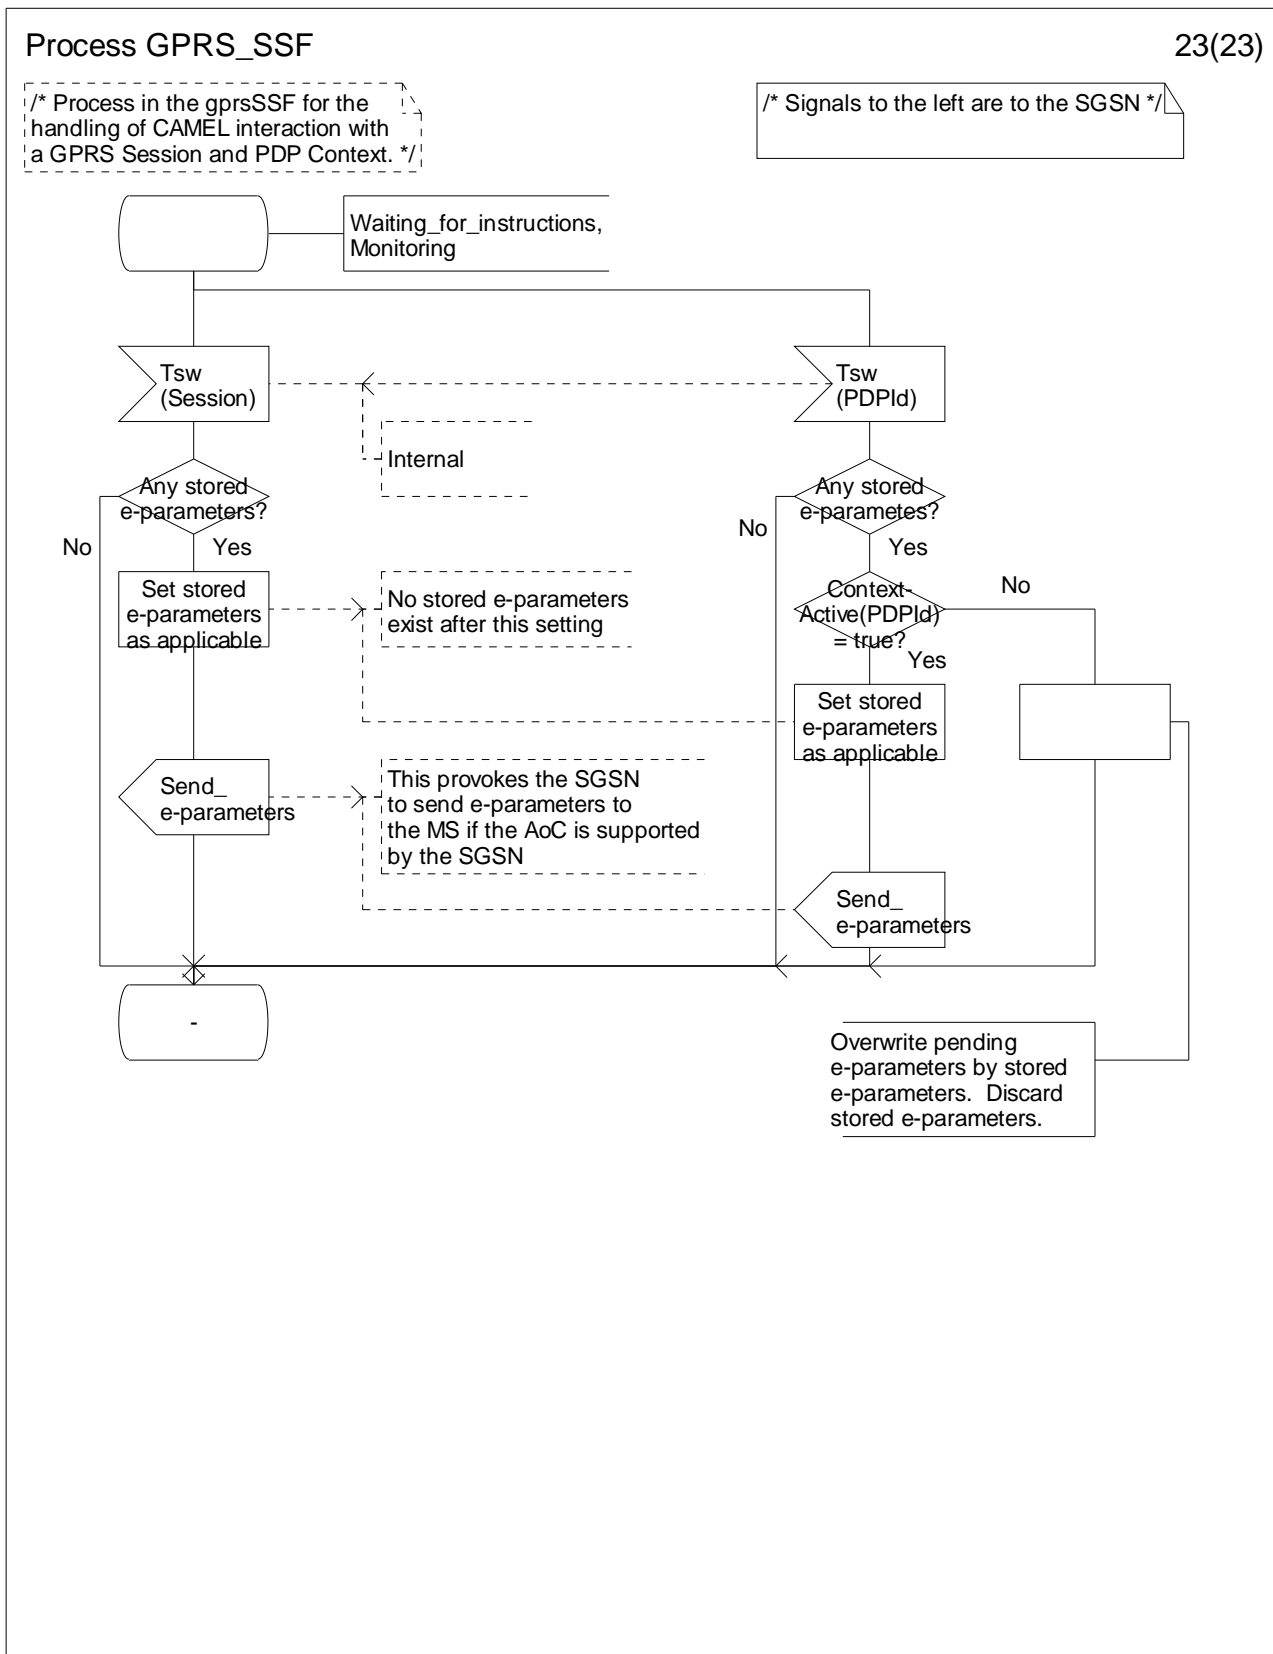 Process GPRS_SSF
23(23)
/* Process in the gprsSSF for the
handling of CAMEL interaction with
a GPRS Session and PDP Context. */
/* Signals to the left are to the SGSN */
Waiting_for_instructions,
Monitoring
Tsw
(Session)
Tsw
(PDPId)
Internal
Any stored
e-parameters?
Any stored
e-parametes?
No
Yes
No
Yes
Set stored
e-parameters
as applicable
No stored e-parameters
exist after this setting
Context-
Active(PDPId)
= true?
No
Yes
Set stored
e-parameters
as applicable
Send_
e-parameters
This provokes the SGSN
to send e-parameters to
the MS if the AoC is supported
by the SGSN
Send_
e-parameters
-
Overwrite pending
e-parameters by stored
e-parameters.  Discard
stored e-parameters.